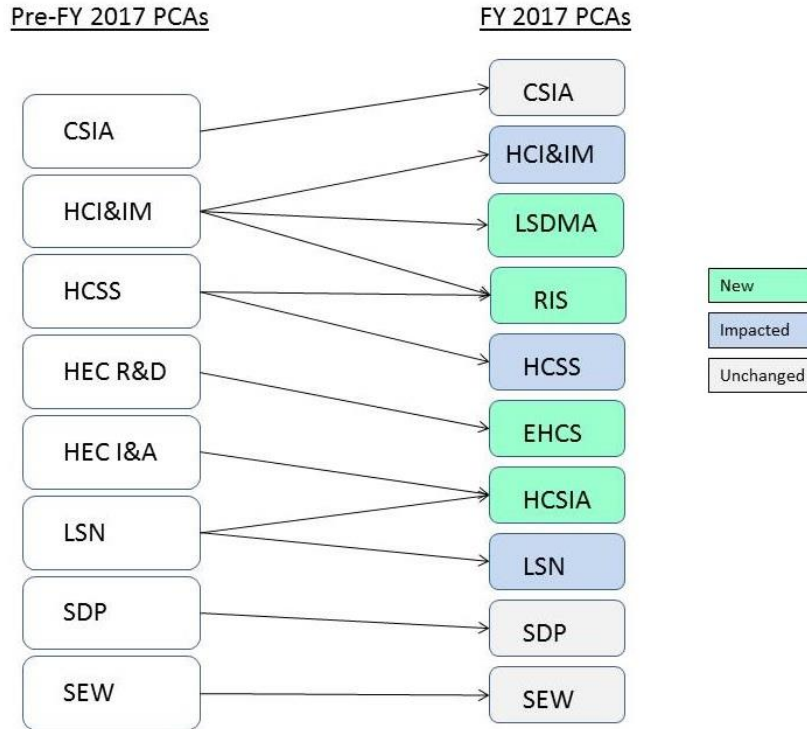 Pre-FY 2017 PCAs
CSIA
HCI&IM
HCSS
HEC R&D
HEC I&A
LSN
SDP
SEW
FY 2017 PCAs
CSIA
HCI&IM
LSDMA
RIS
HCSS
EHCS
HCSIA
LSN
SDP
SEW
New
Impacted
Unchanged